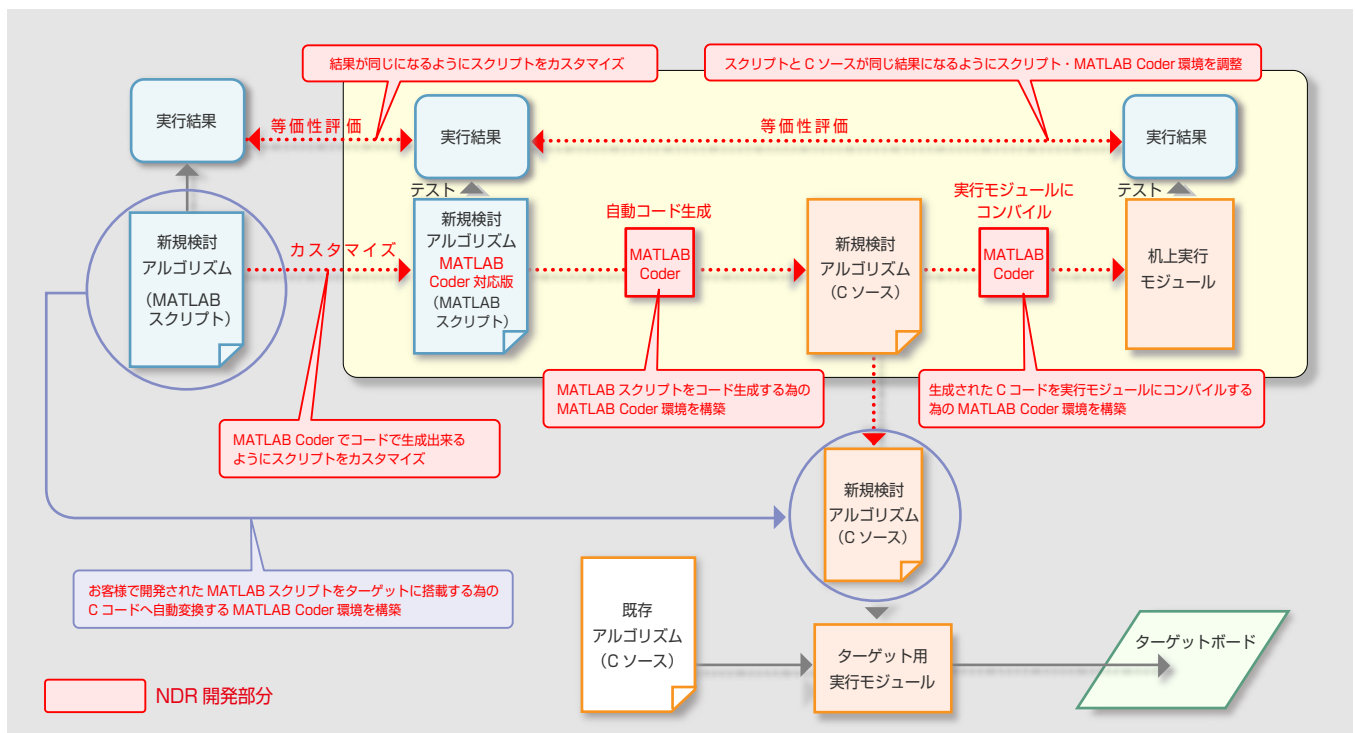 結果が同じになるようにスクリプトをカスタマイズ
スクリプトと C ソースが同じ結果になるようにスクリプト・MATLAB Coder 環境を調整
実行結果
等価性評価
実行結果
等価性評価
実行結果
テスト
テスト
新規検討
アルゴリズム
(MATLAB
スクリプト)
カスタマイズ
新規検討
アルゴリズム
MATLAB
Coder 対応版
(MATLAB
スクリプト)
自動コード生成
MATLAB
Coder
新規検討
アルゴリズム
(C ソース)
実行モジュールに
コンパイル
MATLAB
Coder
机上実行
モジュール
MATLAB スクリプトをコード生成する為の
MATLAB Coder 環境を構築
生成された C コードを実行モジュールにコンパイルする
為の MATLAB Coder 環境を構築
MATLAB Coder でコードで生成出来る
ようにスクリプトをカスタマイズ
新規検討
アルゴリズム
(C ソース)
お客様で開発された MATLAB スクリプトをターゲットに搭載する為の
C コードへ自動変換する MATLAB Coder 環境を構築
既存
アルゴリズム
(C ソース)
ターゲット用
実行モジュール
ターゲットボード
NDR 開発部分